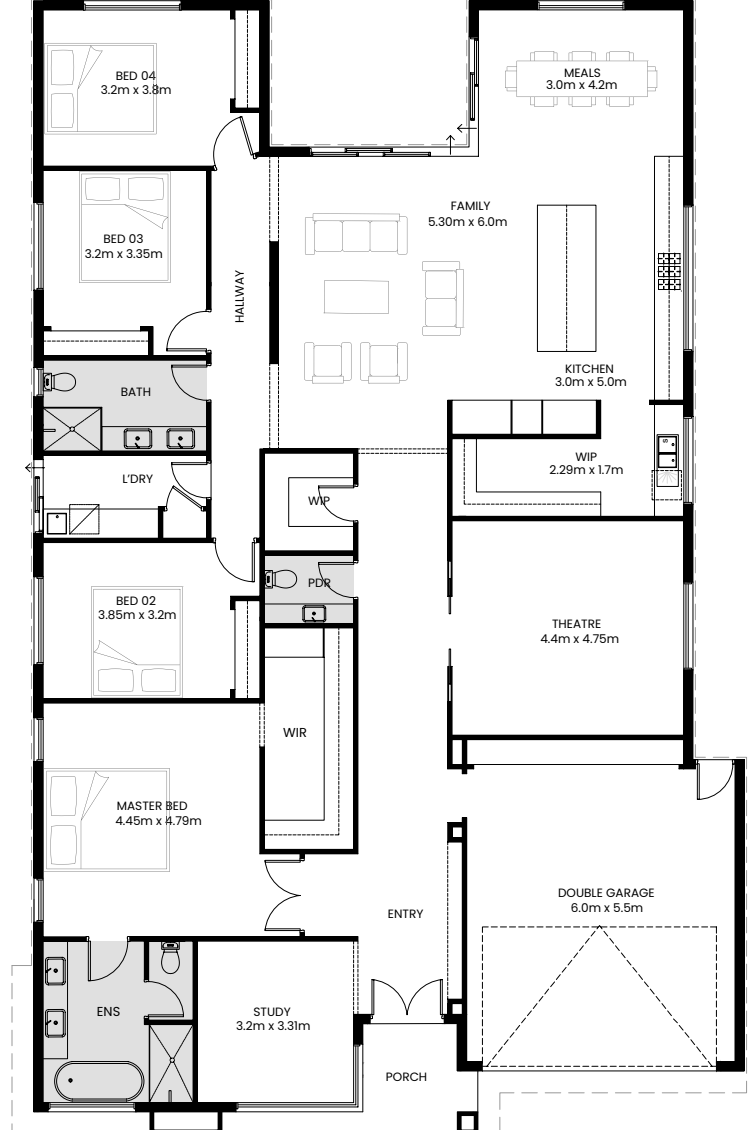 BED 04
3.2m x 3.8m
MEALS
3.0m x 4.2m
FAMILY
5.30m x 6.0m
BED 03
3.2m x 3.35m
HALLWAY
KITCHEN
3.0m x 5.0m
BATH
WIP
2.29m x 1.7m
S
L'DRY
WIP
PDR
BED 02
3.85m x 3.2m
THEATRE
4.4m x 4.75m
WIR
MASTER BED
4.45m x 4.79m
DOUBLE GARAGE
6.0m x 5.5m
ENTRY
ENS
STUDY
3.2m x 3.31m
PORCH